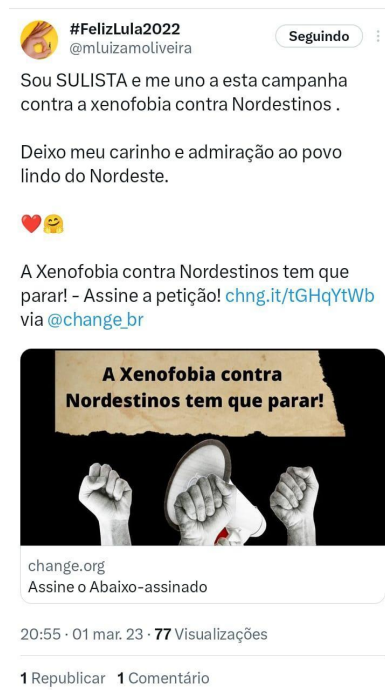 #FelizLula2022
@mluizamoliveira
Seguindo
Sou SULISTA e me uno a esta campanha
contra a xenofobia contra Nordestinos .
Deixo meu carinho e admiração ao povo
lindo do Nordeste.
❤️🤗
A Xenofobia contra Nordestinos tem que
parar! - Assine a petição! chng.it/tGHqYtWb
via @change_br
A Xenofobia contra
Nordestinos tem que parar!
change.org
Assine o Abaixo-assinado
20:55 · 01 mar. 23 · 77 Visualizações
1 Republicar 1 Comentário